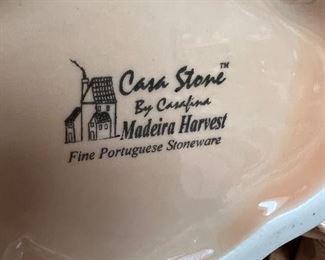 Casa Stone™
By Casafina
Madeira Harvest
Fine Portuguese Stoneware